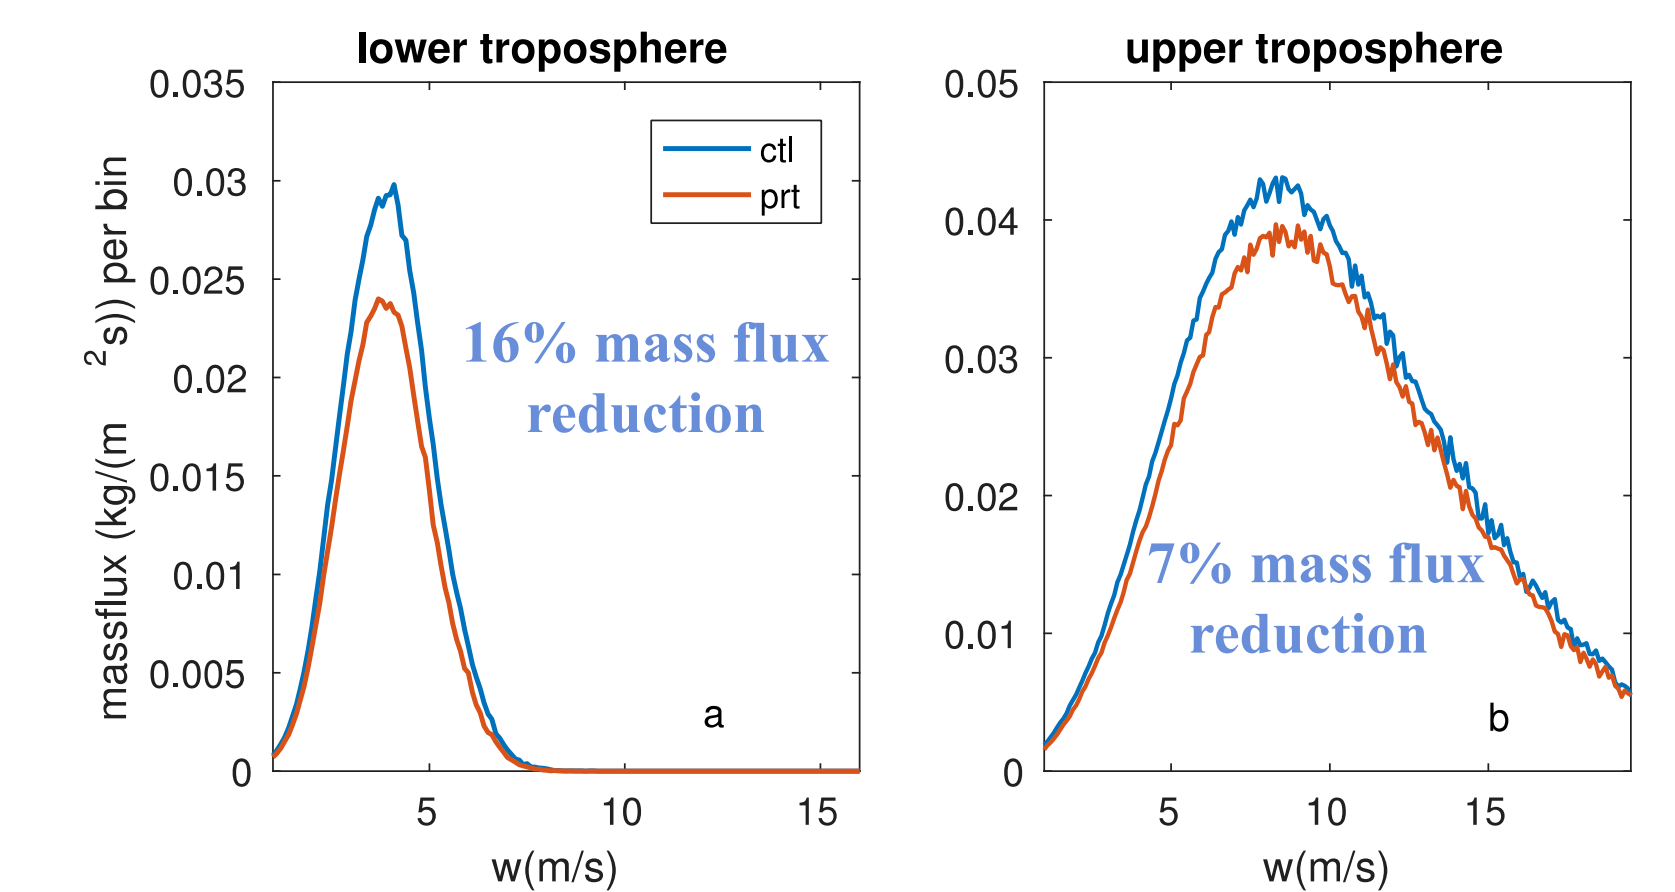 lower troposphere
0.035
0.03
0.025
0.02
0.015
0.01
0.005
0
massflux (kg/(m 2s)) per bin
ctl
prt
16% mass flux
reduction
a
5 10 15
w(m/s)
upper troposphere
0.05
0.04
0.03
0.02
0.01
0
7% mass flux
reduction
b
5 10 15
w(m/s)